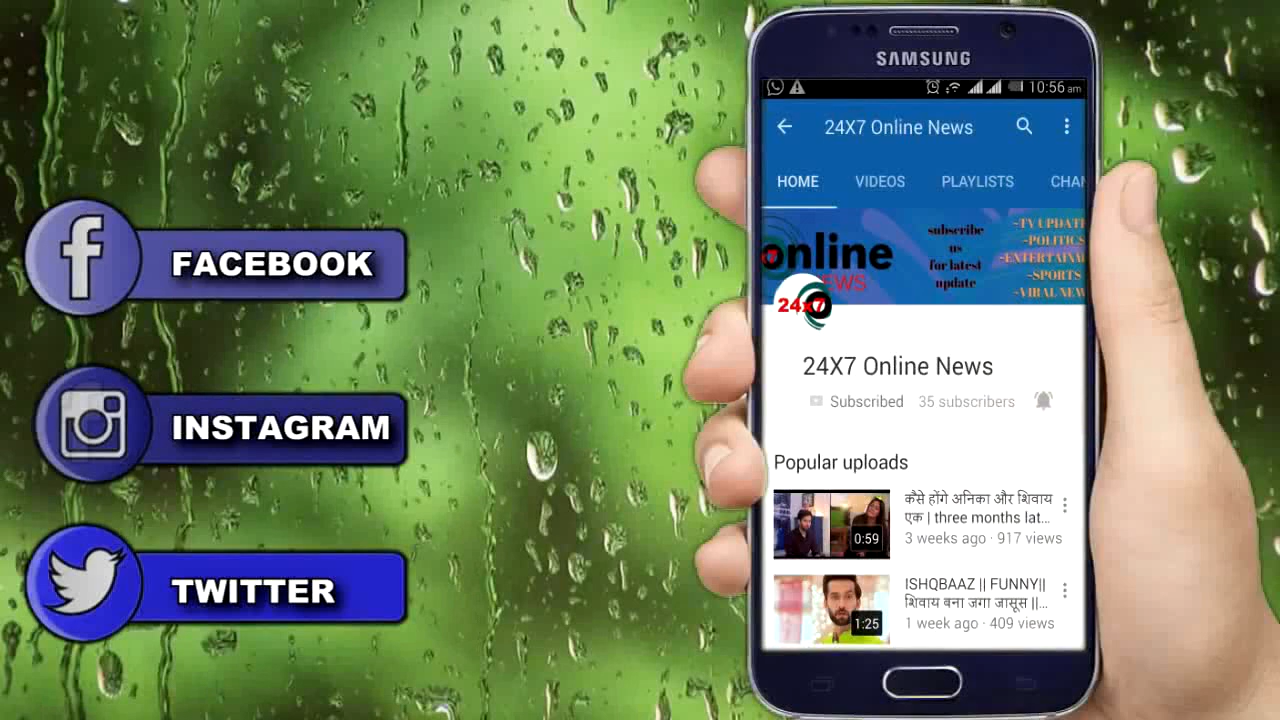 FACEBOOK
INSTAGRAM
TWITTER
SAMSUNG
10:56 am
24X7 Online News
HOME VIDEOS PLAYLISTS CHAN
online
NEWS
subscribe
us
for latest
update
~TV UPDATE
~POLITICS
~ENTERTAINM
~SPORTS
~VIRAL NEW
24x7
24X7 Online News
Subscribed 35 subscribers
Popular uploads
कैसे होंगे अनिका और शिवाय
एक | three months lat...
3 weeks ago · 917 views
0:59
ISHQBAAZ || FUNNY||
शिवाय बना जगा जासूस ||...
1 week ago · 409 views
1:25